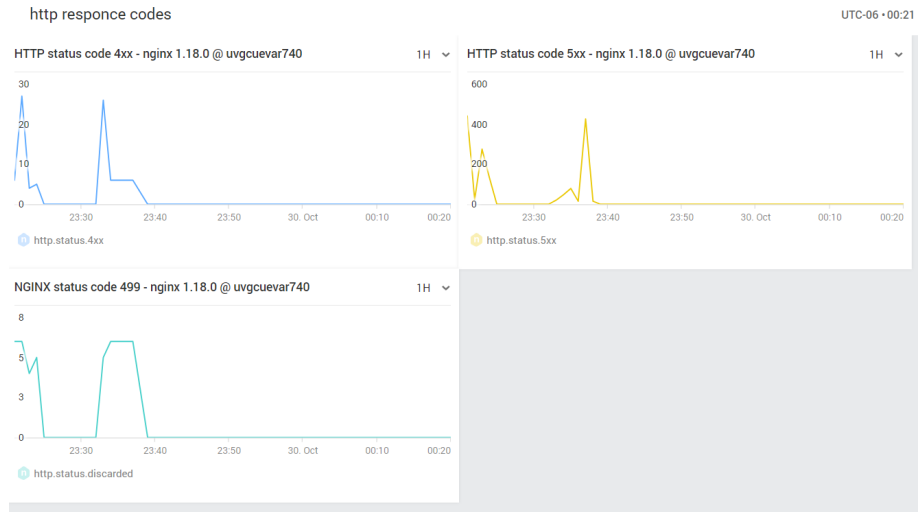 http responce codes
UTC-06 • 00:21
HTTP status code 4xx - nginx 1.18.0 @ uvgcuevar740
1H
30
20
10
0
23:30 23:40 23:50 30. Oct 00:10 00:20
n http.status.4xx
HTTP status code 5xx - nginx 1.18.0 @ uvgcuevar740
1H
600
400
200
0
23:30 23:40 23:50 30. Oct 00:10 00:20
n http.status.5xx
NGINX status code 499 - nginx 1.18.0 @ uvgcuevar740
1H
8
5
3
0
23:30 23:40 23:50 30. Oct 00:10 00:20
n http.status.discarded